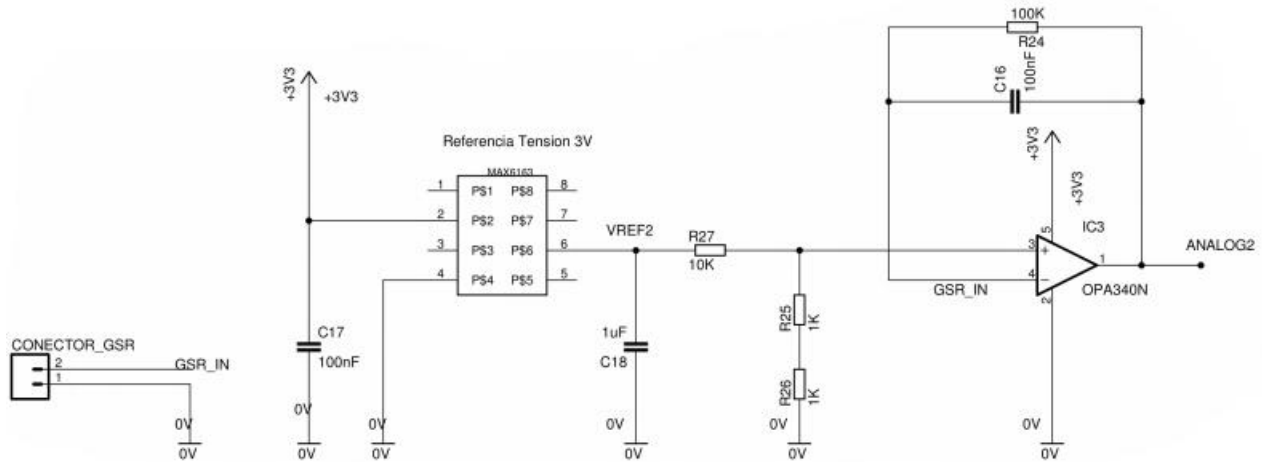 100K
R24
C16
100nF
+3V3
+3V3
Referencia Tension 3V
MAX6163
1 P$1 P$8 8
2 P$2 P$7 7
3 P$3 P$6 6
4 P$4 P$5 5
VREF2
R27
10K
+3V3
+3V3
IC3
5
3 +
4 −
1
2
ANALOG2
GSR_IN
OPA340N
R25
1K
R26
1K
C17
100nF
1uF
C18
CONECTOR_GSR
2
1
GSR_IN
0V
0V
0V
0V
0V
0V
0V
0V
0V
0V
0V
0V